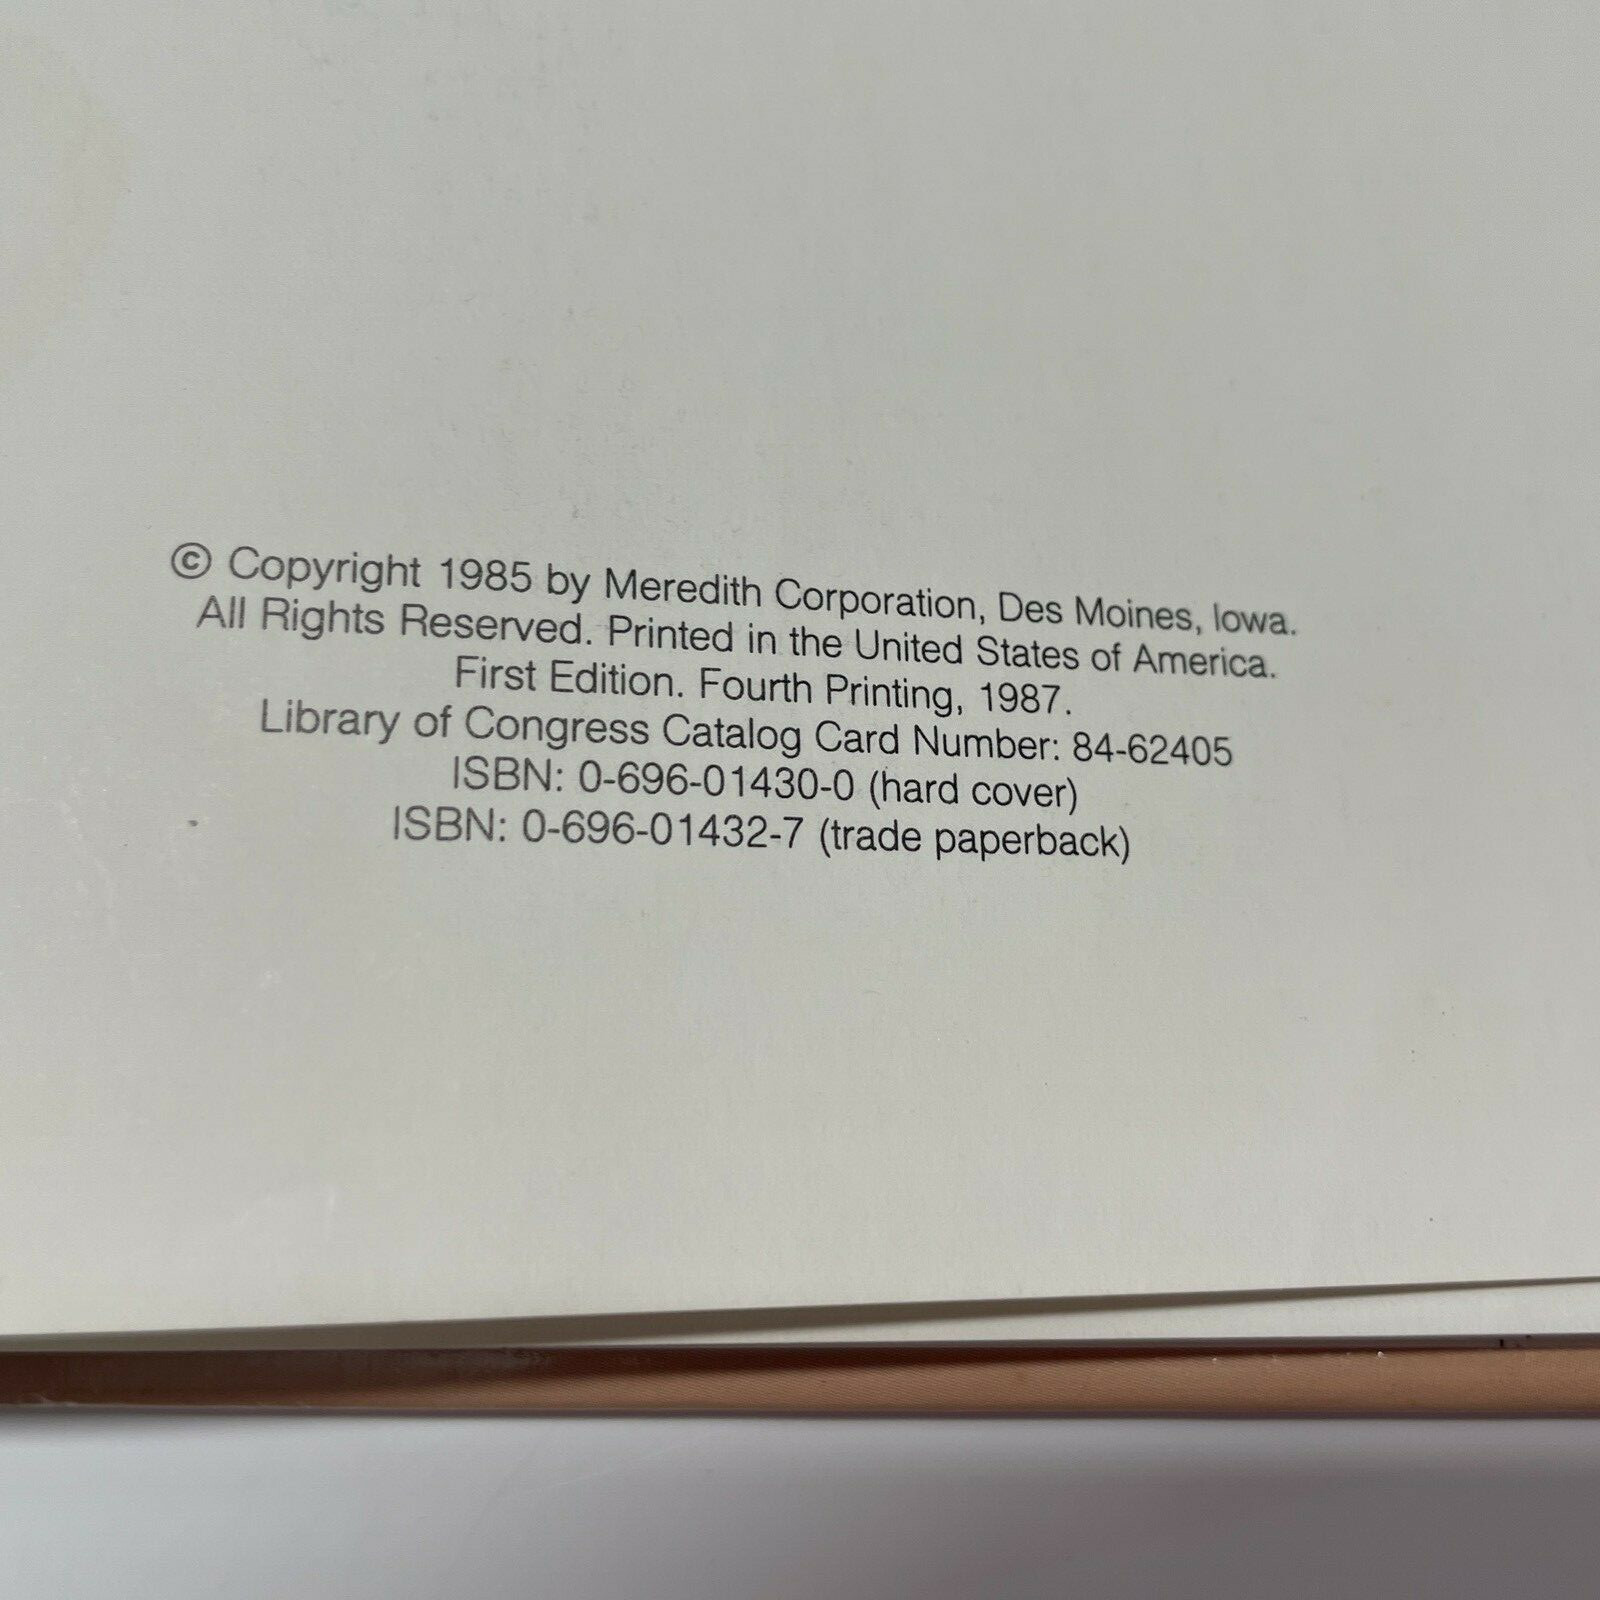 © Copyright 1985 by Meredith Corporation, Des Moines, Iowa.
All Rights Reserved. Printed in the United States of America.
First Edition. Fourth Printing, 1987.
Library of Congress Catalog Card Number: 84-62405
ISBN: 0-696-01430-0 (hard cover)
ISBN: 0-696-01432-7 (trade paperback)